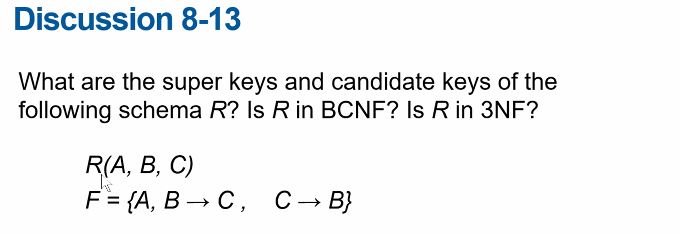 Discussion 8-13
What are the super keys and candidate keys of the
following schema R? Is R in BCNF? Is R in 3NF?
R(A, B, C)
F = {A, B → C , C → B}